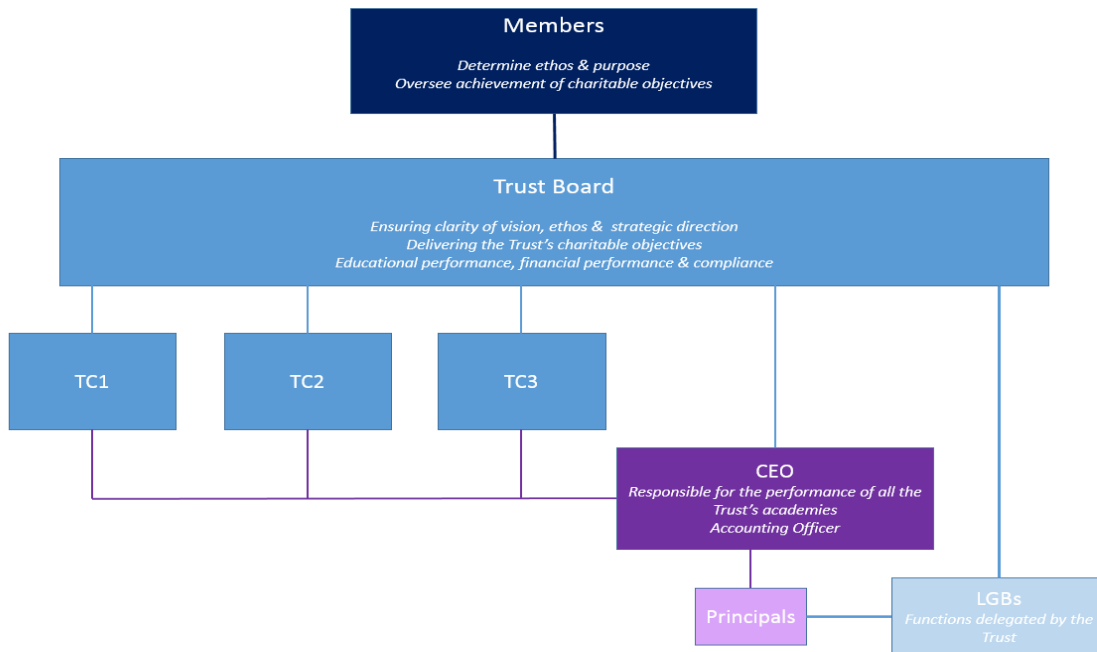 Members
Determine ethos & purpose
Oversee achievement of charitable objectives
Trust Board
Ensuring clarity of vision, ethos & strategic direction
Delivering the Trust's charitable objectives
Educational performance, financial performance & compliance
TC1
TC2
TC3
CEO
Responsible for the performance of all the
Trust's academies
Accounting Officer
Principals
LGBs
Functions delegated by the
Trust